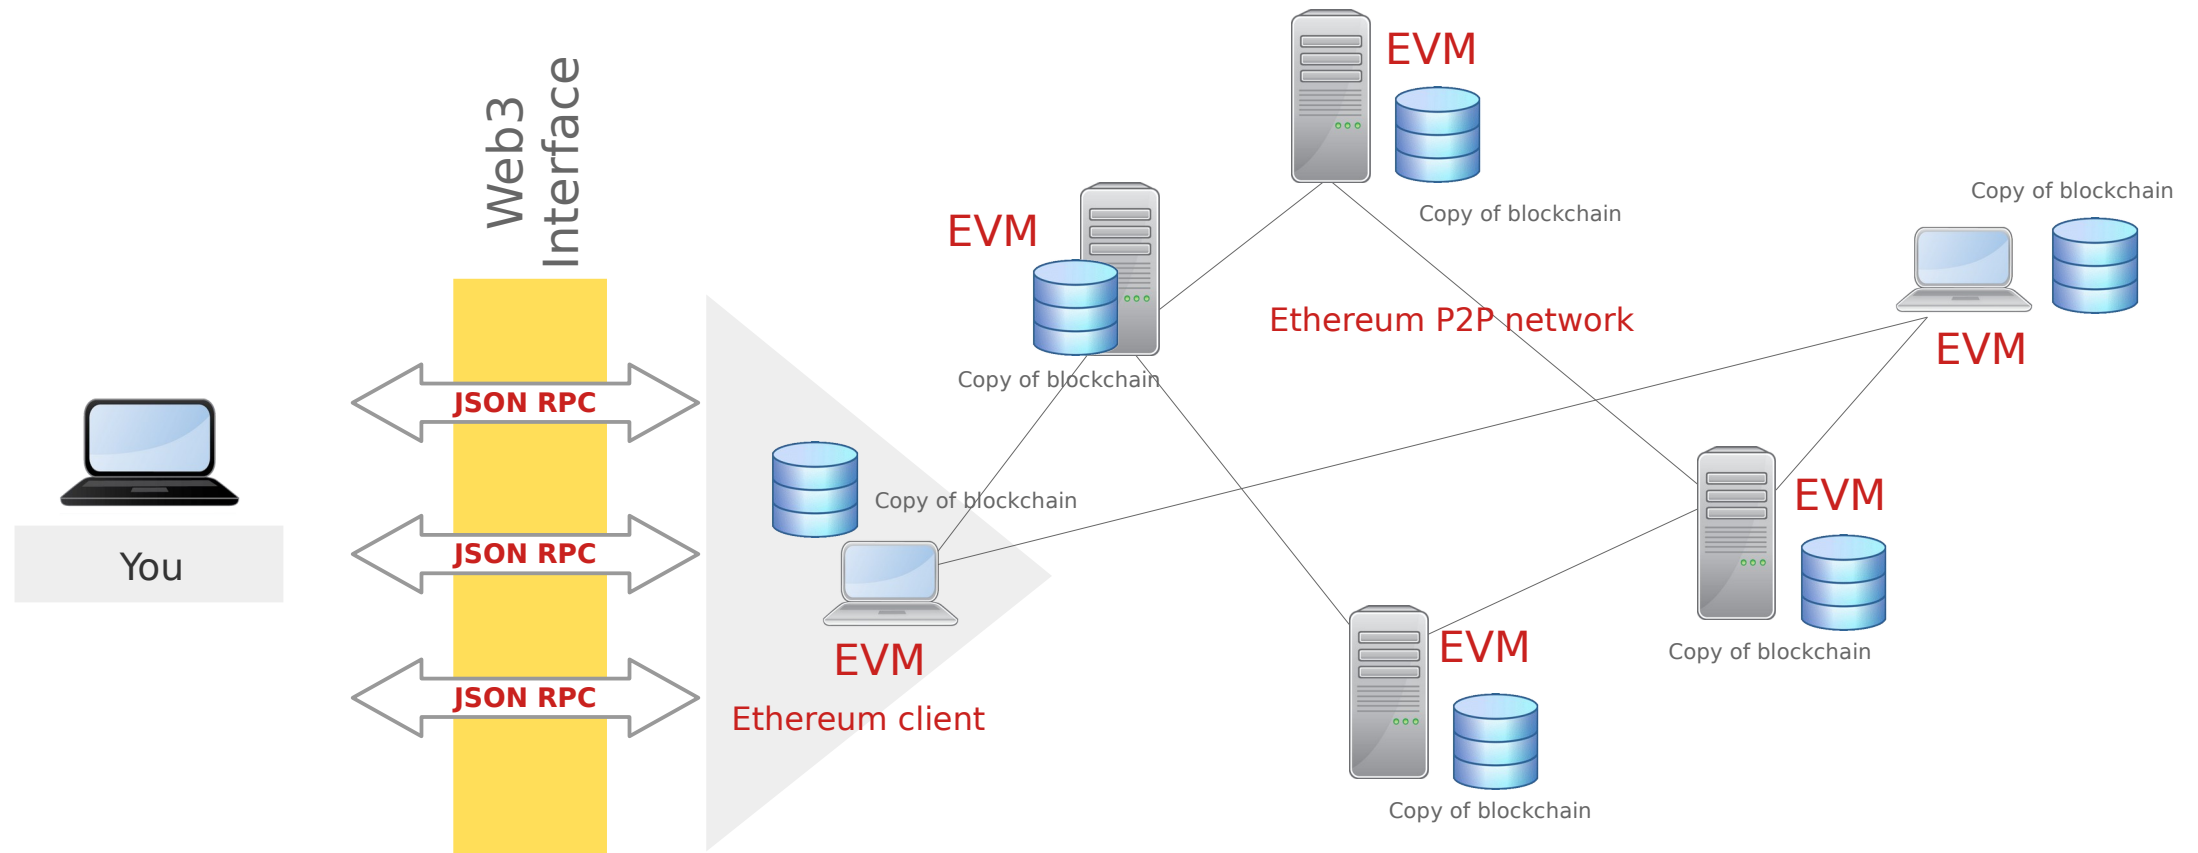 Web3
Interface
EVM
Copy of blockchain
EVM
Copy of blockchain
Copy of blockchain
EVM
Ethereum P2P network
JSON RPC
JSON RPC
JSON RPC
You
Copy of blockchain
EVM
Ethereum client
EVM
Copy of blockchain
EVM
Copy of blockchain